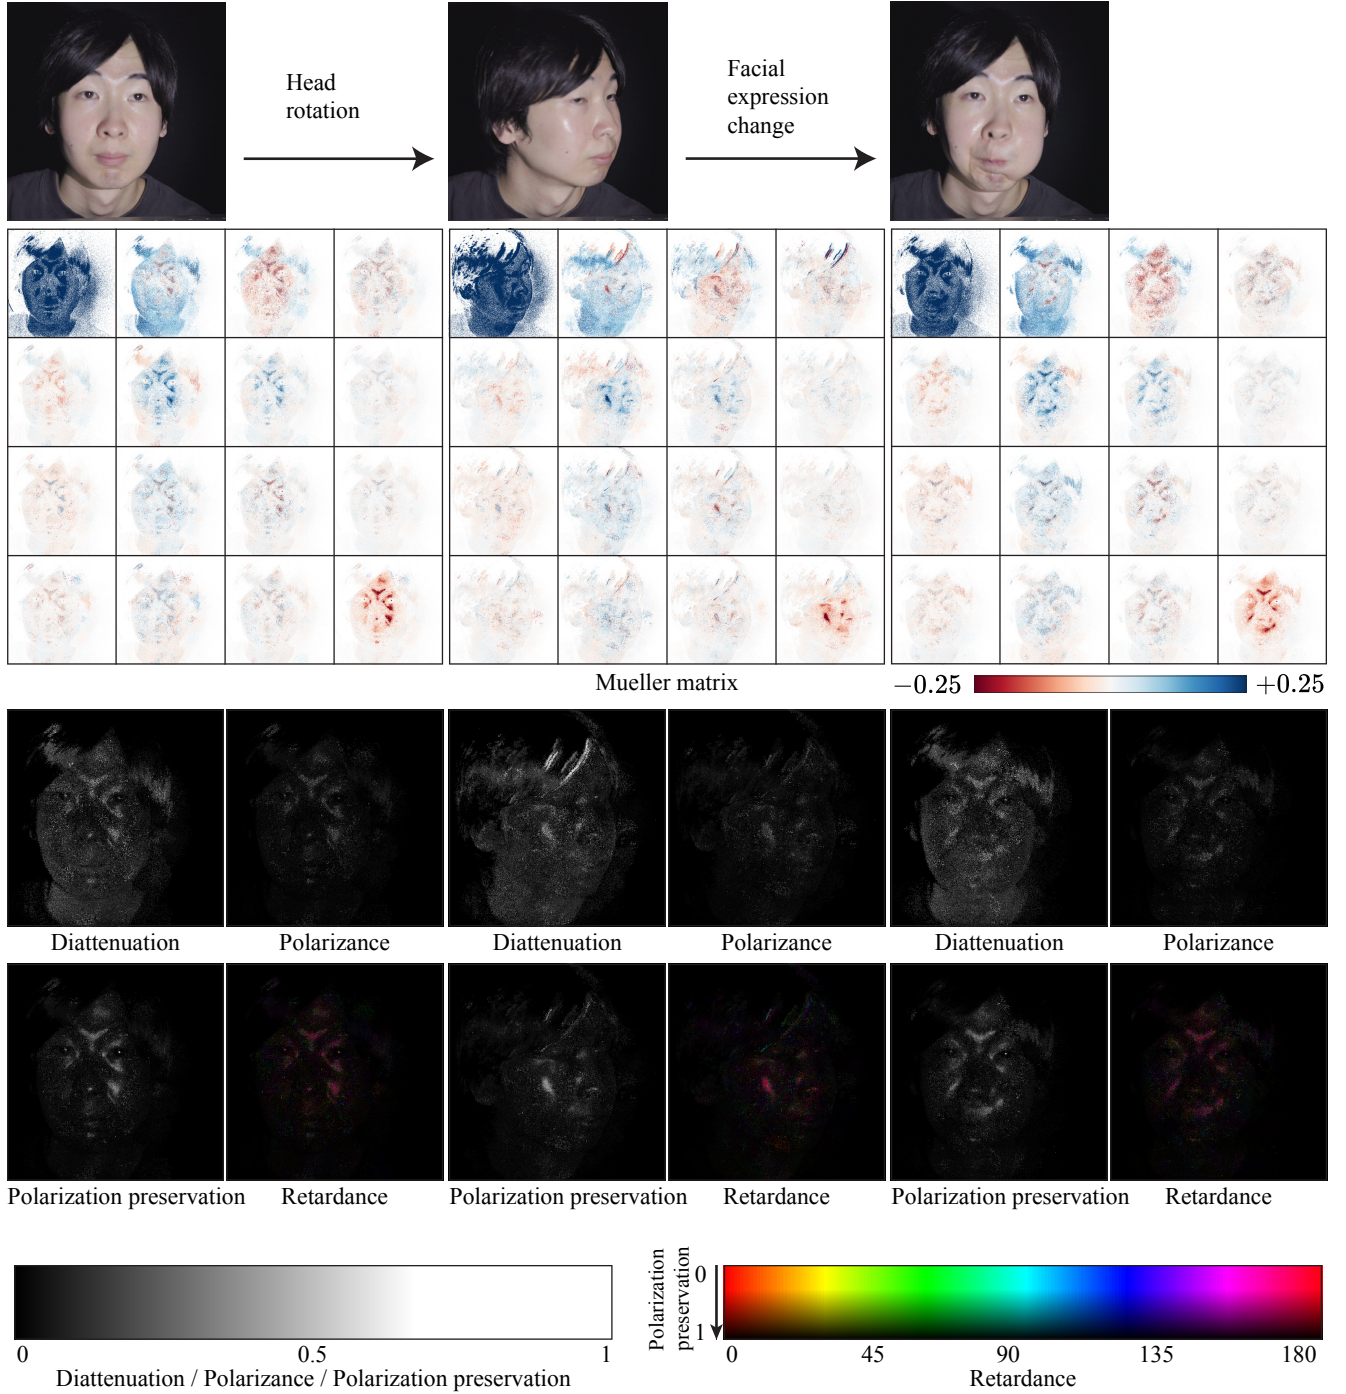 Head
rotation
Facial
expression
change
Mueller matrix
−0.25
+0.25
Diattenuation
Polarizance
Diattenuation
Polarizance
Diattenuation
Polarizance
Polarization preservation
Retardance
Polarization preservation
Retardance
Polarization preservation
Retardance
0
0.5
1
Diattenuation / Polarizance / Polarization preservation
Polarization
preservation
0
1
0
45
90
135
180
Retardance